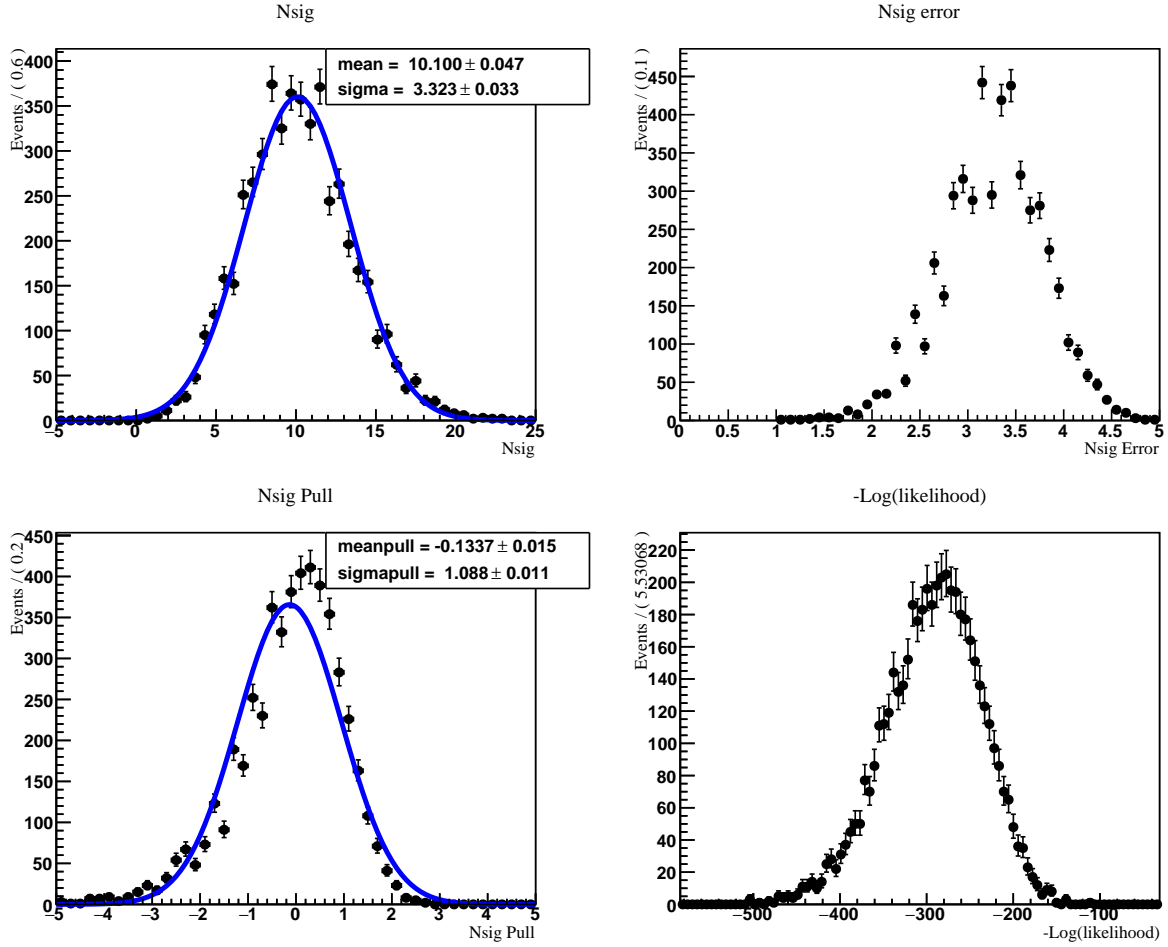 Nsig
Events / ( 0.6 )
400
350
300
250
200
150
100
50
0
mean = 10.100 ± 0.047
sigma = 3.323 ± 0.033
−5 0 5 10 15 20 25
Nsig
Nsig error
Events / ( 0.1 )
450
400
350
300
250
200
150
100
50
0
0 0.5 1 1.5 2 2.5 3 3.5 4 4.5 5
Nsig Error
Nsig Pull
Events / ( 0.2 )
450
400
350
300
250
200
150
100
50
0
meanpull = -0.1337 ± 0.015
sigmapull = 1.088 ± 0.011
−5 −4 −3 −2 −1 0 1 2 3 4 5
Nsig Pull
-Log(likelihood)
Events / ( 5.53068 )
220
200
180
160
140
120
100
80
60
40
20
0
−500 −400 −300 −200 −100
-Log(likelihood)